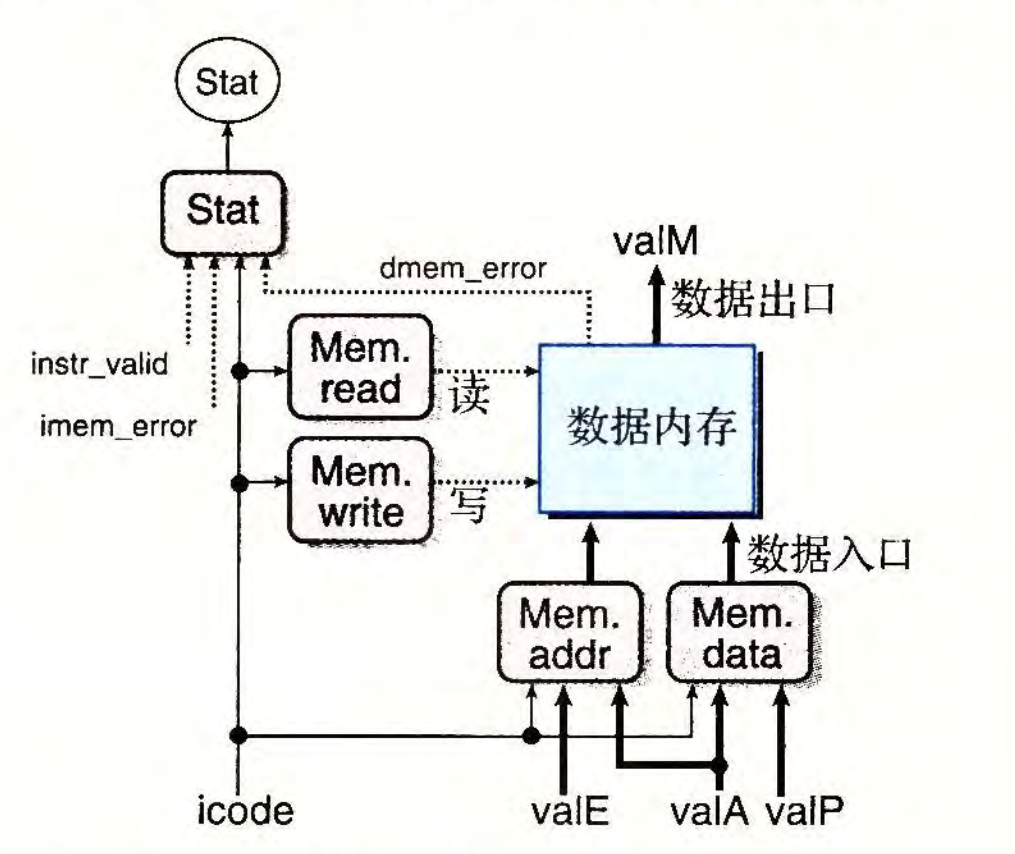 Stat
Stat
valM
dmem_error
数据出口
instr_valid
Mem.
read
读
imem_error
数据内存
Mem.
write
写
数据入口
Mem.
addr
Mem.
data
icode
valE
valA
valP